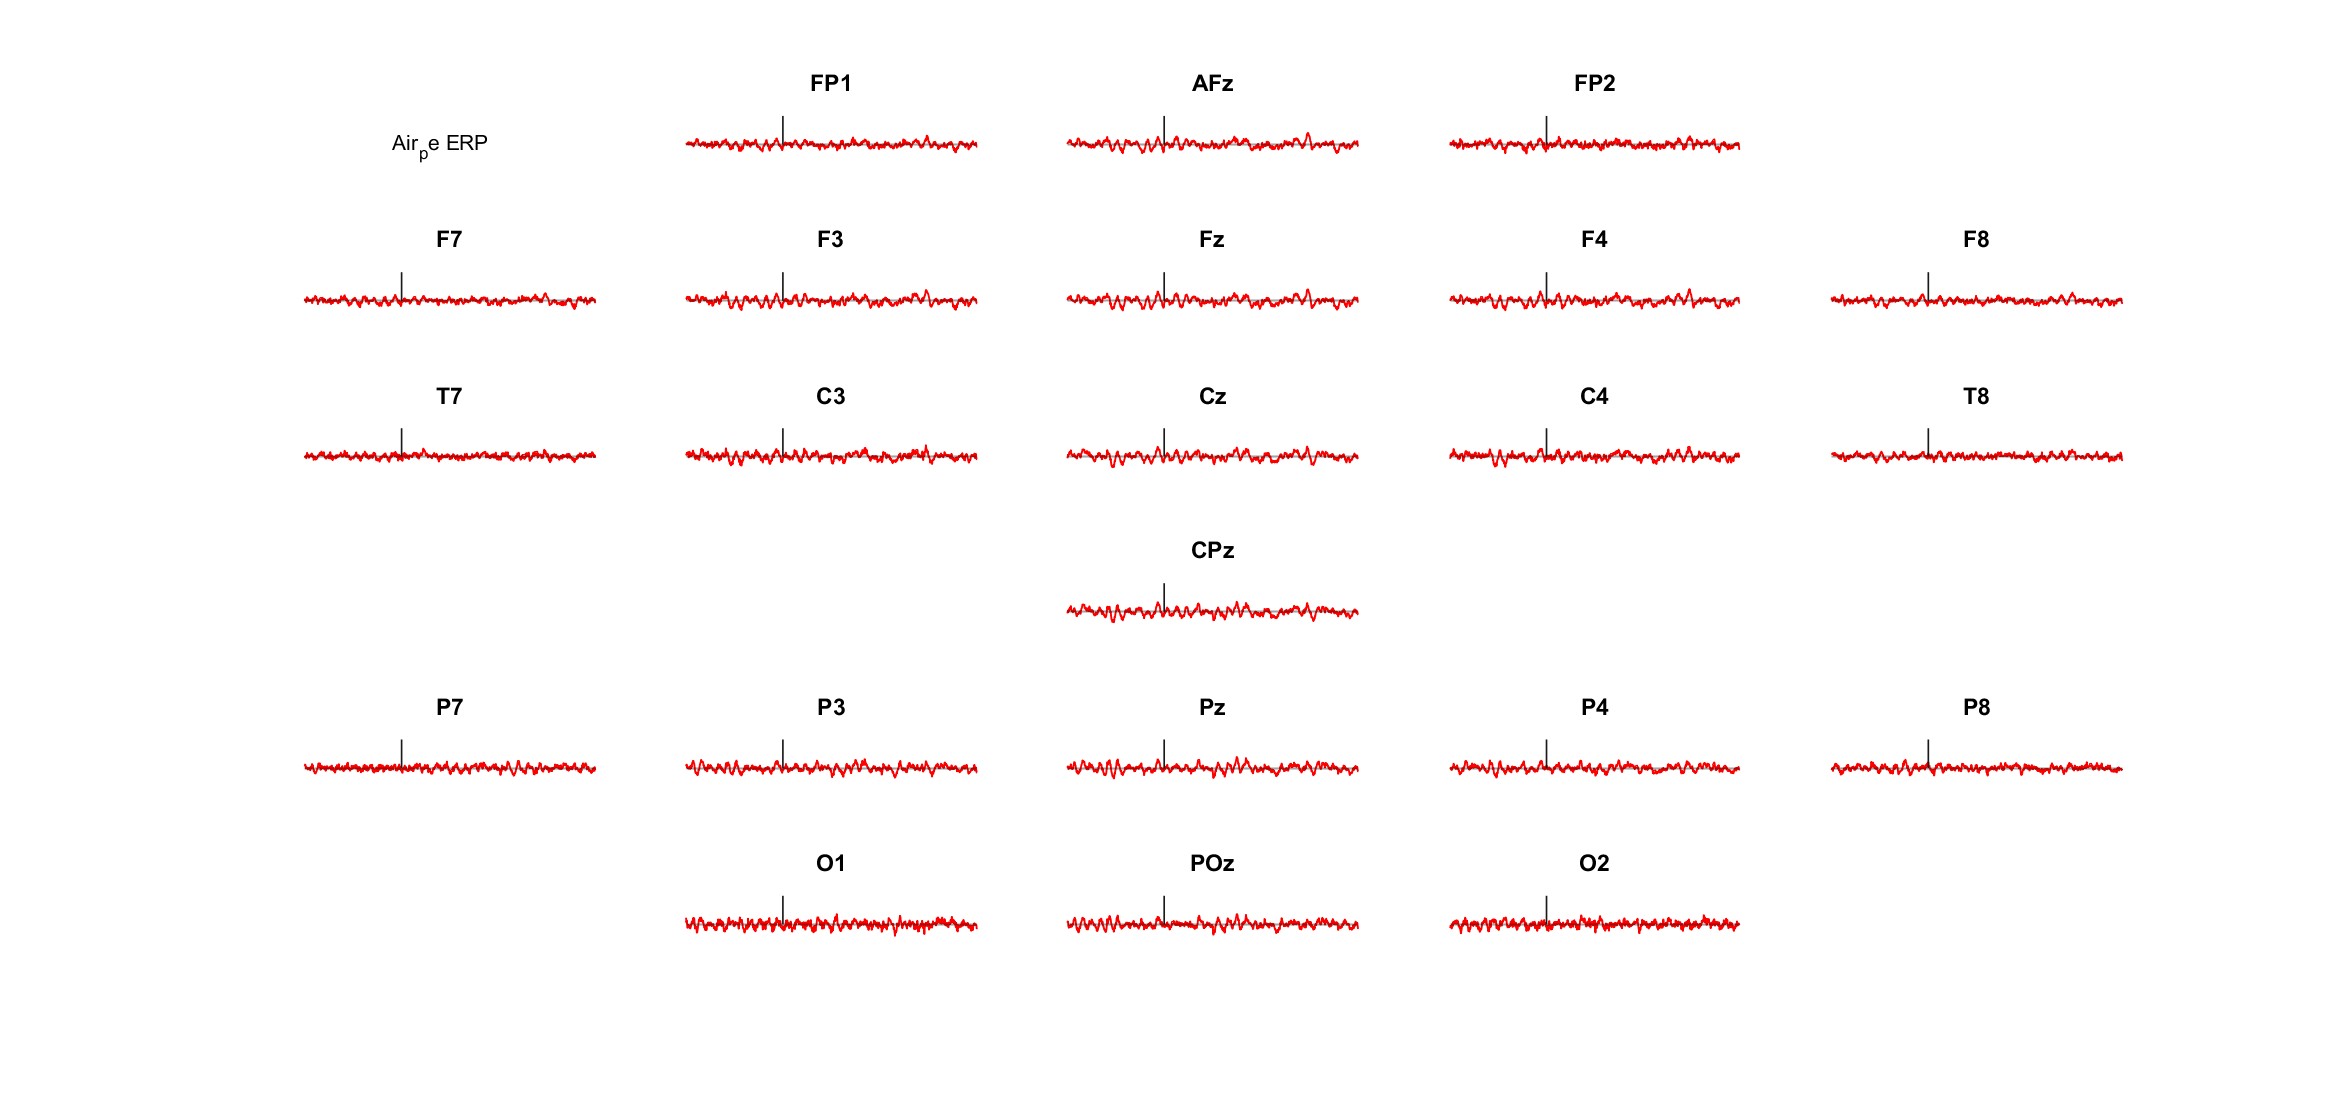 FP1 AFz FP2
Air_pe ERP
F7 F3 Fz F4 F8
T7 C3 Cz C4 T8
CPz
P7 P3 Pz P4 P8
O1 POz O2